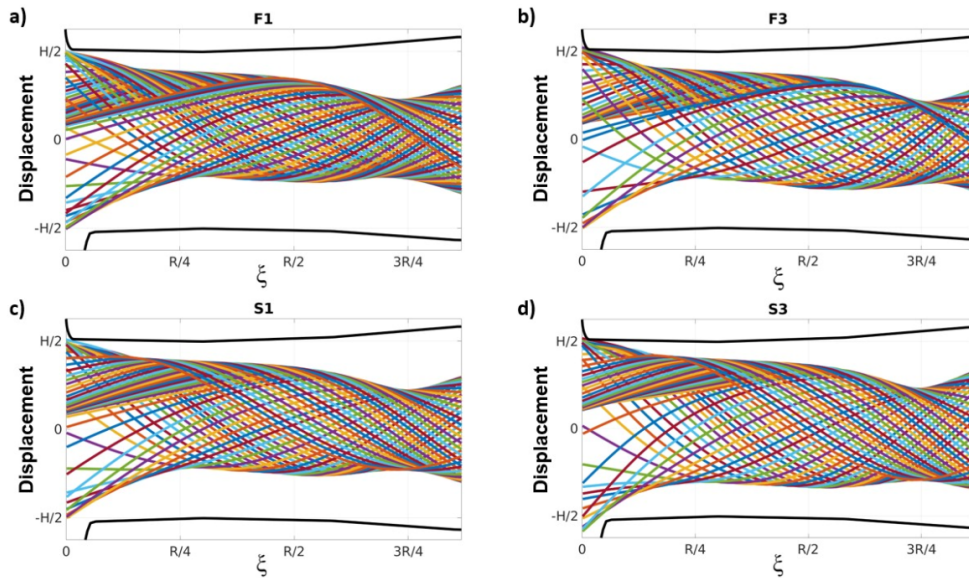 a)
F1
H/2
0
-H/2
Displacement
0
R/4
R/2
3R/4
ξ
b)
F3
H/2
0
-H/2
Displacement
0
R/4
R/2
3R/4
ξ
c)
S1
H/2
0
-H/2
Displacement
0
R/4
R/2
3R/4
ξ
d)
S3
H/2
0
-H/2
Displacement
0
R/4
R/2
3R/4
ξ